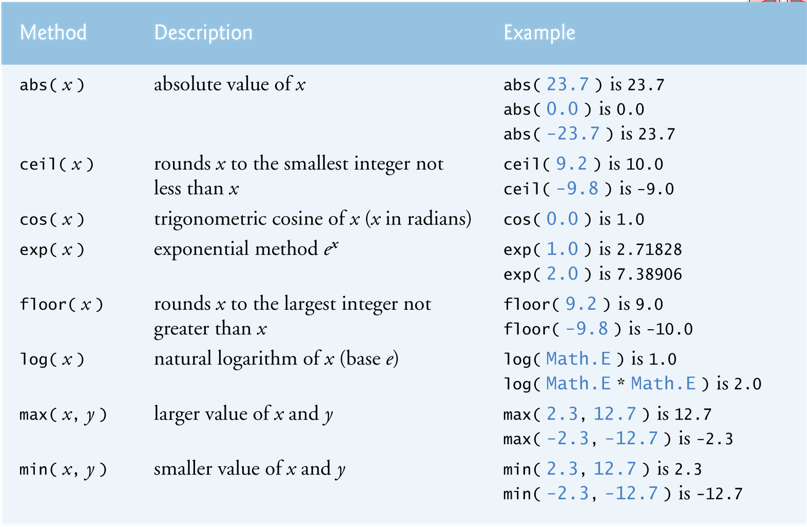 Method Description Example
abs( x ) absolute value of x abs( 23.7 ) is 23.7
abs( 0.0 ) is 0.0
abs( -23.7 ) is 23.7
ceil( x ) rounds x to the smallest integer not ceil( 9.2 ) is 10.0
less than x ceil( -9.8 ) is -9.0
cos( x ) trigonometric cosine of x (x in radians) cos( 0.0 ) is 1.0
exp( x ) exponential method eˣ exp( 1.0 ) is 2.71828
exp( 2.0 ) is 7.38906
floor( x ) rounds x to the largest integer not floor( 9.2 ) is 9.0
greater than x floor( -9.8 ) is -10.0
log( x ) natural logarithm of x (base e) log( Math.E ) is 1.0
log( Math.E * Math.E ) is 2.0
max( x, y ) larger value of x and y max( 2.3, 12.7 ) is 12.7
max( -2.3, -12.7 ) is -2.3
min( x, y ) smaller value of x and y min( 2.3, 12.7 ) is 2.3
min( -2.3, -12.7 ) is -12.7